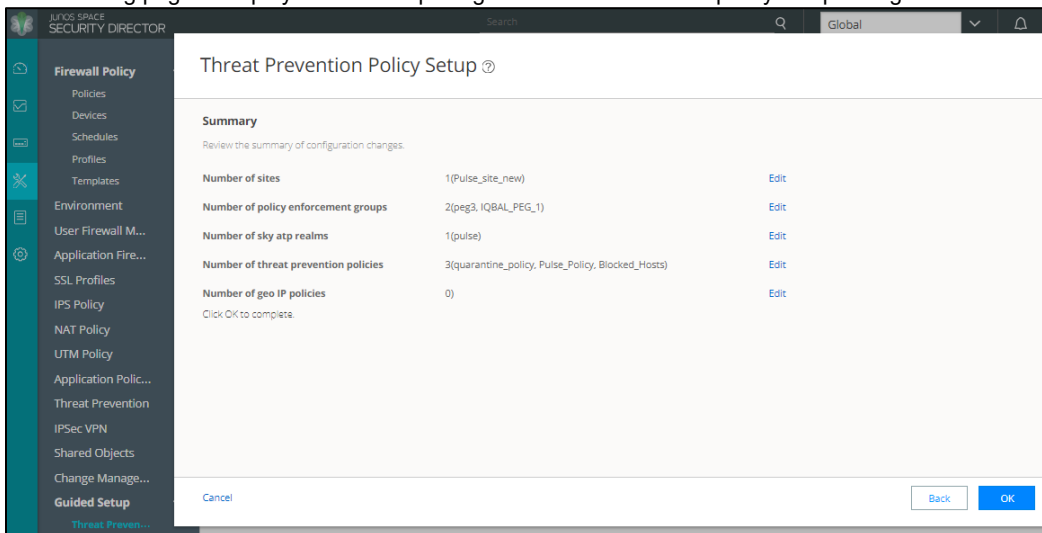 JUNOS SPACE
SECURITY DIRECTOR
Search
Global
Firewall Policy
Policies
Devices
Schedules
Profiles
Templates
Environment
User Firewall M...
Application Fire...
SSL Profiles
IPS Policy
NAT Policy
UTM Policy
Application Polic...
Threat Prevention
IPSec VPN
Shared Objects
Change Manage...
Guided Setup
Threat Preven...
Threat Prevention Policy Setup ?
Summary
Review the summary of configuration changes.
Number of sites 1(Pulse_site_new) Edit
Number of policy enforcement groups 2(peg3, IQBAL_PEG_1) Edit
Number of sky atp realms 1(pulse) Edit
Number of threat prevention policies 3(quarantine_policy, Pulse_Policy, Blocked_Hosts) Edit
Number of geo IP policies 0) Edit
Click OK to complete.
Cancel Back OK